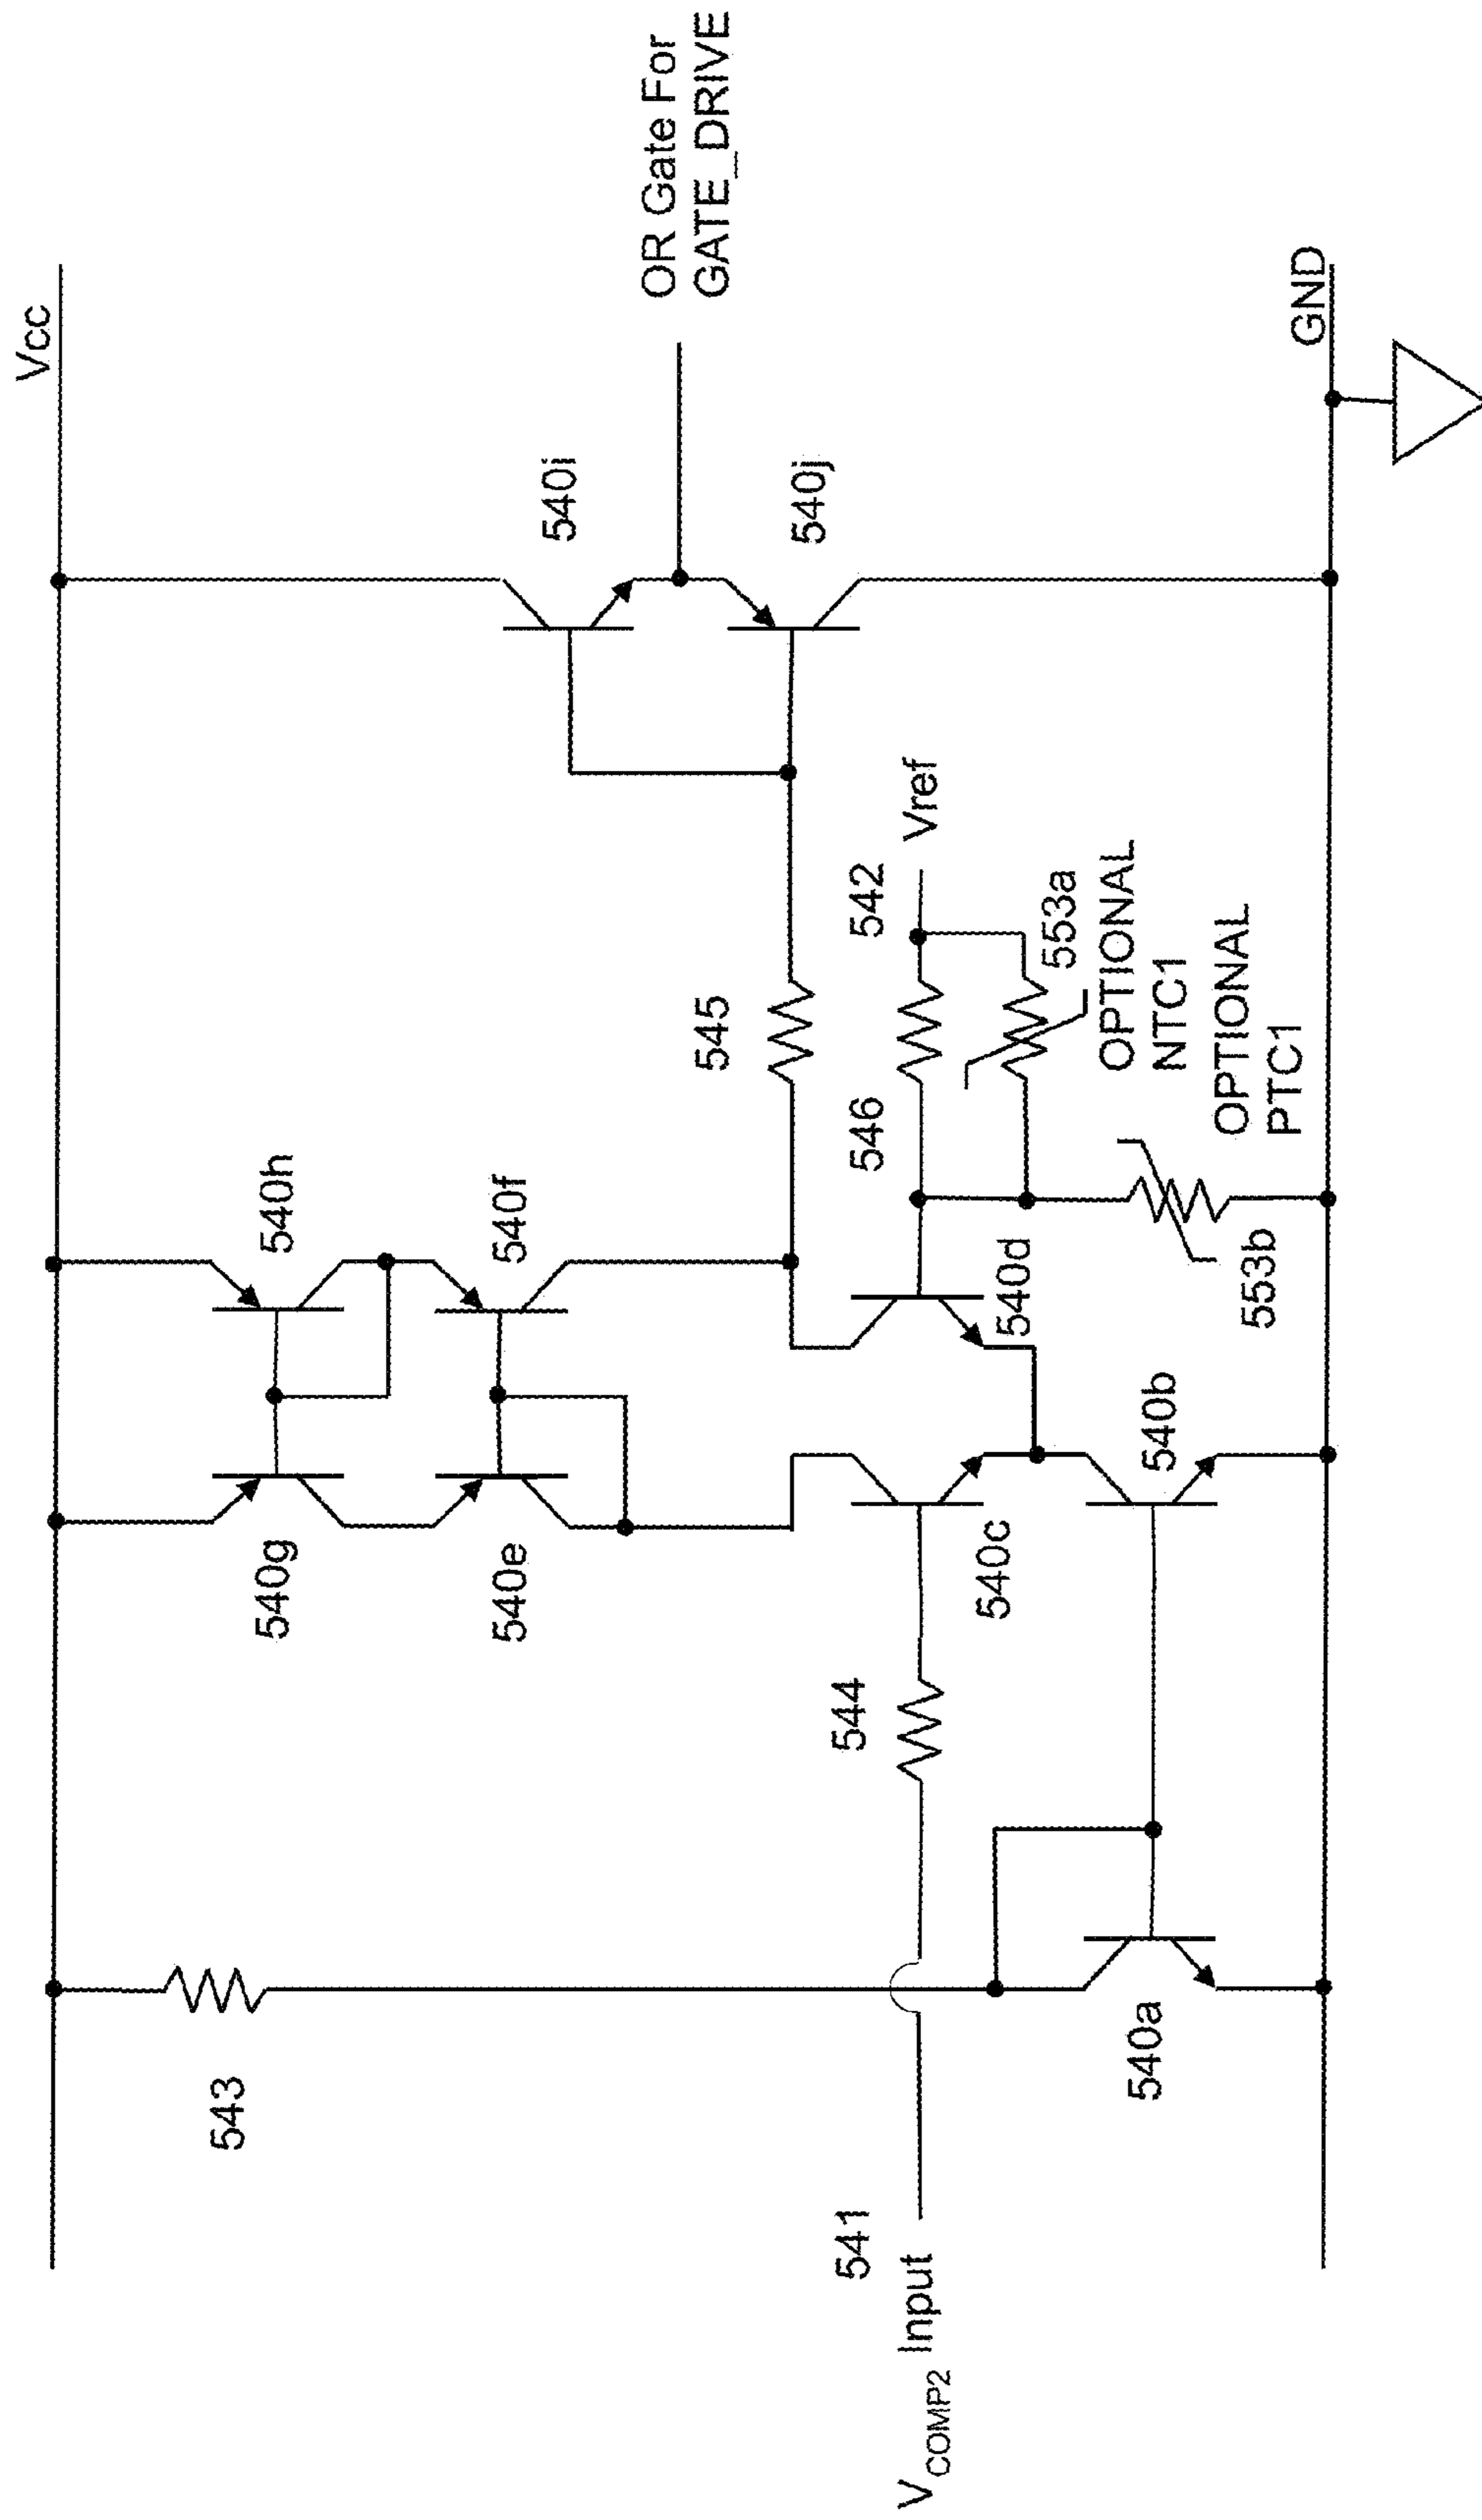 Vcc
OR Gate For
GATE_DRIVE
GND
540i
540j
540h
540f
540g
540e
545
542
Vref
546
553a
OPTIONAL
NTC1
OPTIONAL
PTC1
553b
540d
540b
540c
544
543
540a
541
VCOMP2 Input